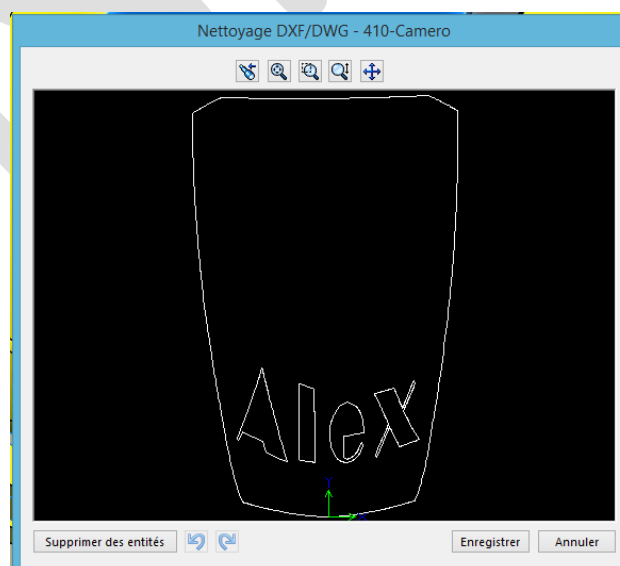 Nettoyage DXF/DWG - 410-Camero
Alex
Y
X
Supprimer des entités
Enregistrer
Annuler